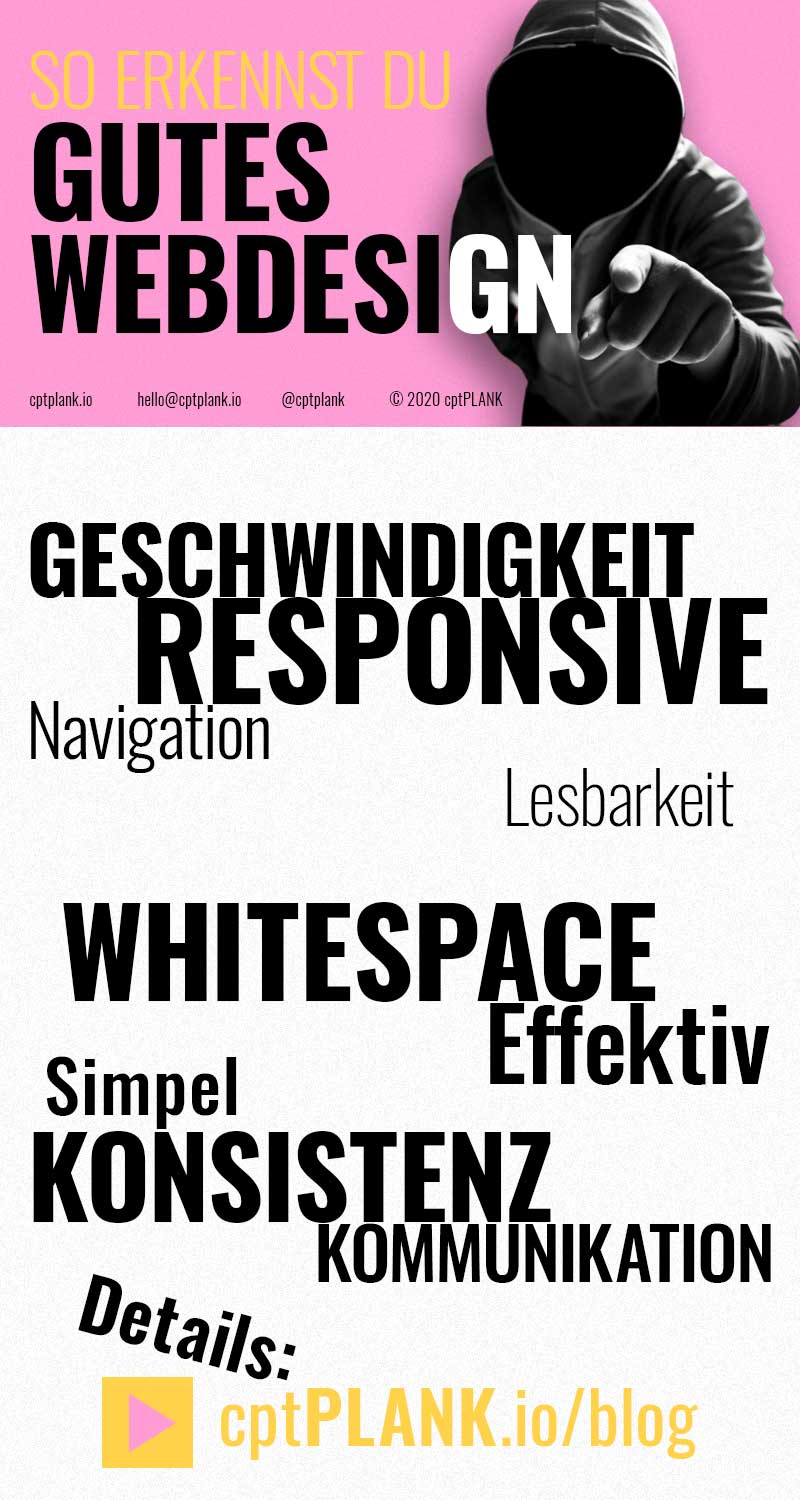 SO ERKENNST DU
GUTES
WEBDESIGN
cptplank.io hello@cptplank.io @cptplank © 2020 cptPLANK
GESCHWINDIGKEIT
RESPONSIVE
Navigation
Lesbarkeit
WHITESPACE
Effektiv
Simpel
KONSISTENZ
KOMMUNIKATION
Details:
cptPLANK.io/blog